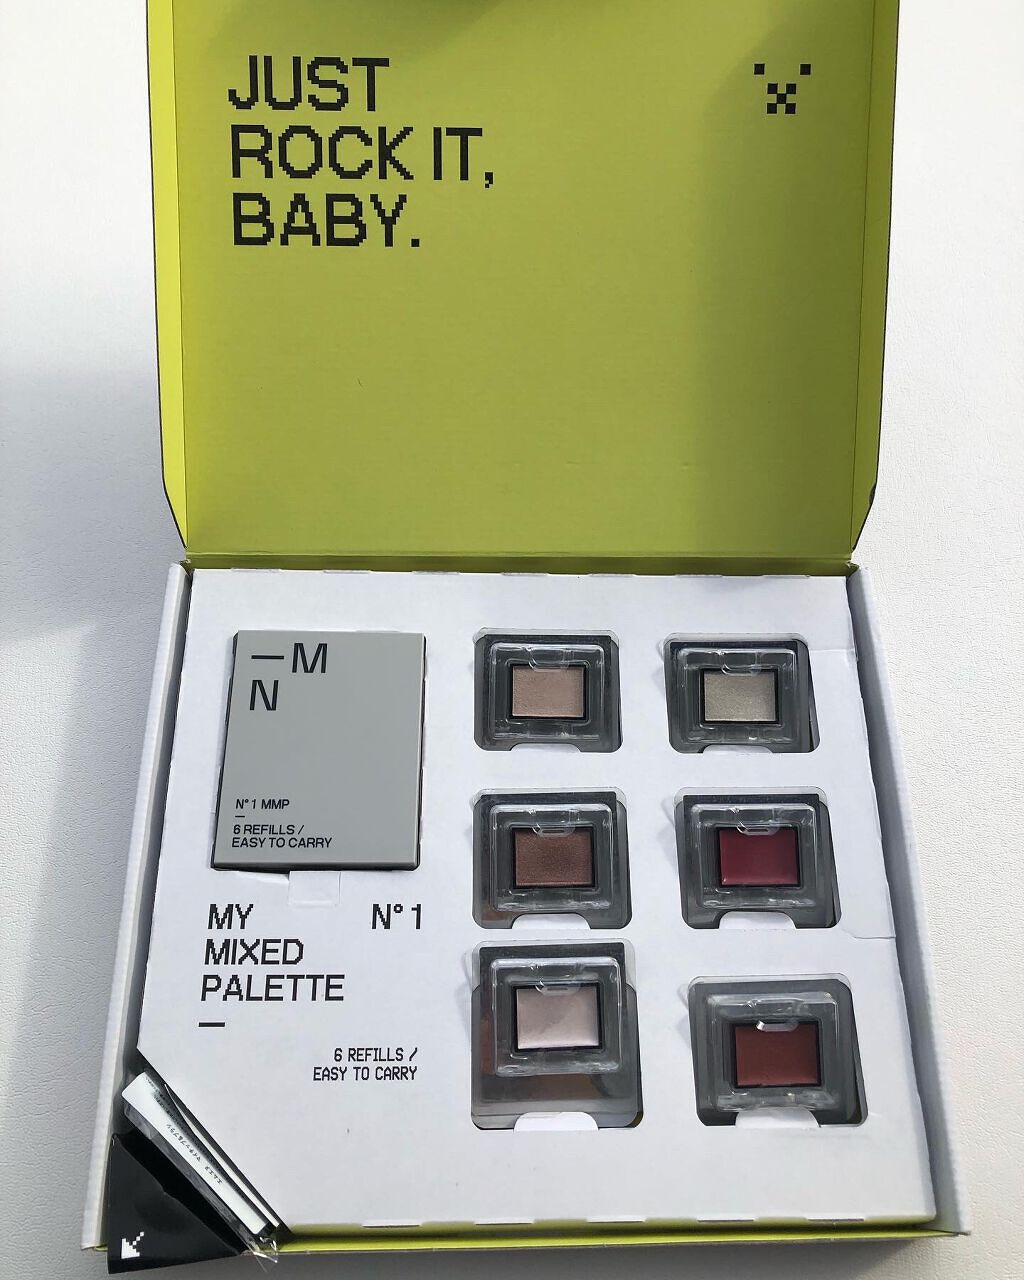 JUST
ROCK IT,
BABY.
—M
N
N°1 MMP
—
6 REFILLS /
EASY TO CARRY
MY N°1
MIXED
PALETTE
—
6 REFILLS /
EASY TO CARRY